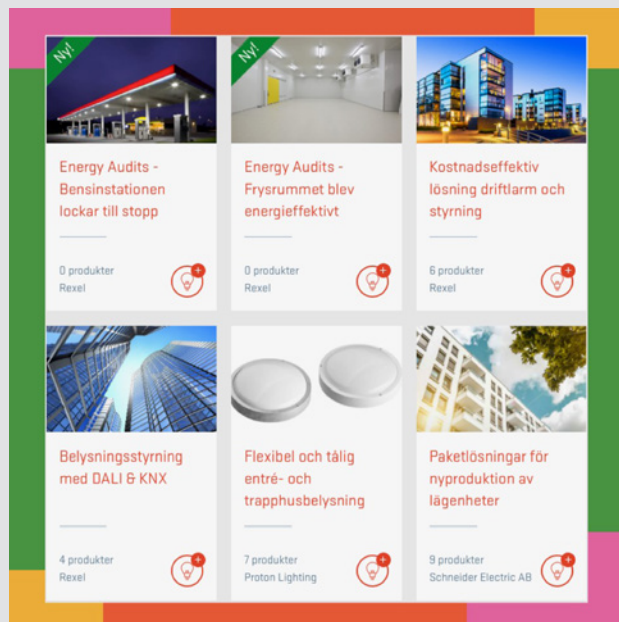 Ny!
Energy Audits -
Bensinstationen
lockar till stopp
0 produkter
Rexel
Ny!
Energy Audits -
Frysrummet blev
energieffektivt
0 produkter
Rexel
Kostnadseffektiv
lösning driftlarm och
styrning
6 produkter
Rexel
Belysningsstyrning
med DALI & KNX
4 produkter
Rexel
Flexibel och tålig
entré- och
trapphusbelysning
7 produkter
Proton Lighting
Paketlösningar för
nyproduktion av
lägenheter
9 produkter
Schneider Electric AB